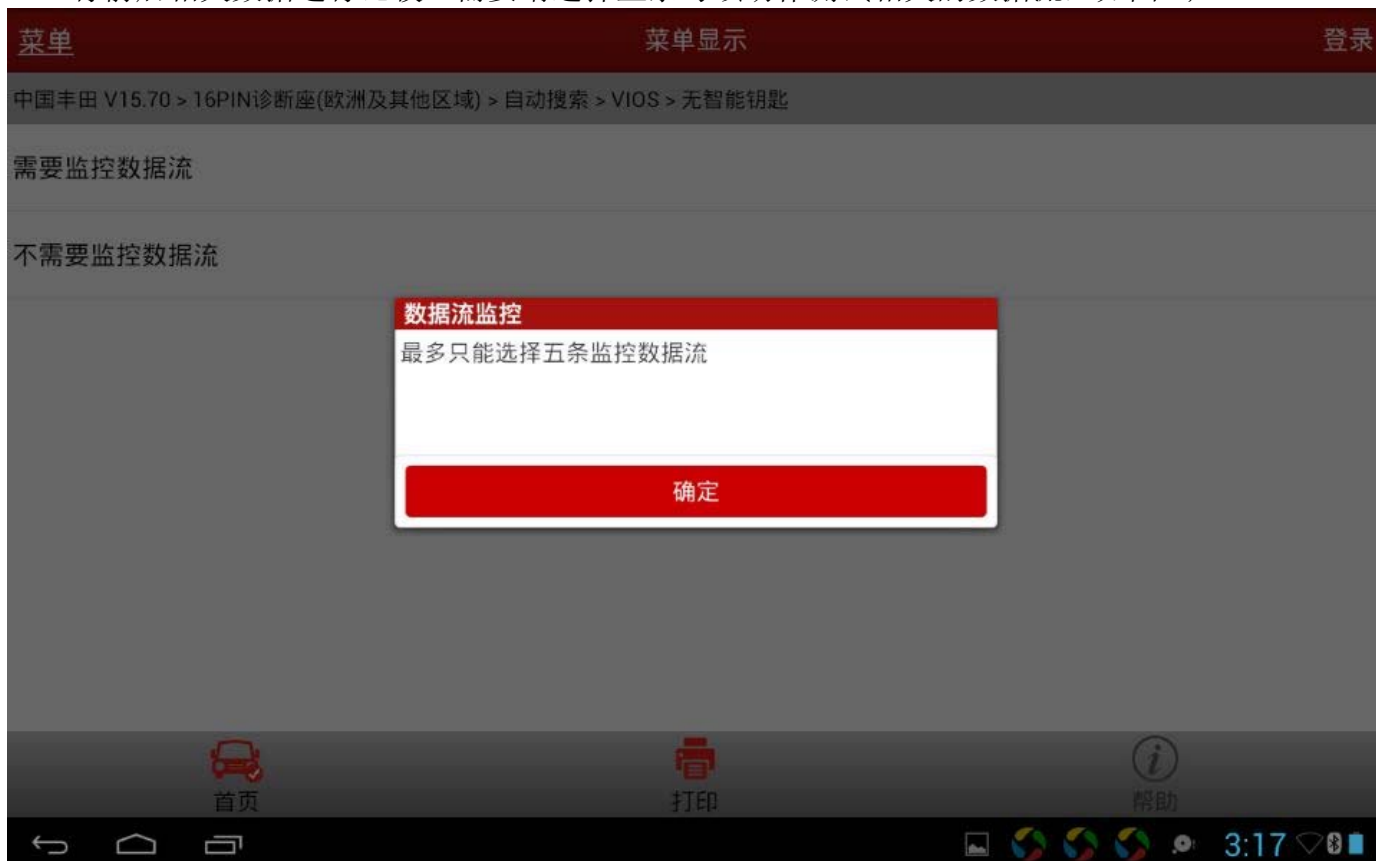 菜单 菜单显示 登录
中国丰田 V15.70 > 16PIN诊断座(欧洲及其他区域) > 自动搜索 > VIOS > 无智能钥匙
需要监控数据流
不需要监控数据流
数据流监控
最多只能选择五条监控数据流
确定
首页 打印 帮助
3:17